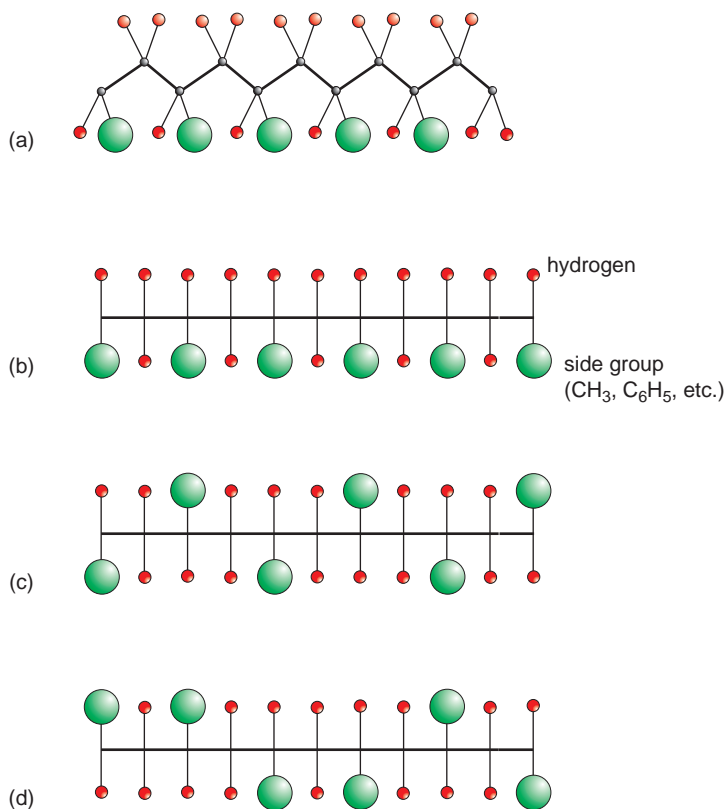 (a)
hydrogen
(b)
side group
(CH₃, C₆H₅, etc.)
(c)
(d)